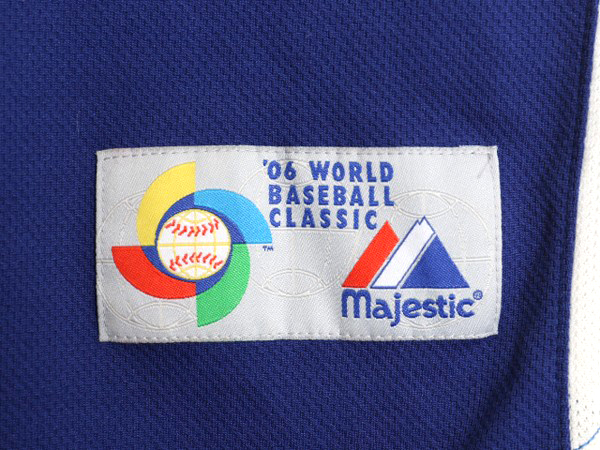 '06 WORLD
BASEBALL
CLASSIC
TM
Majestic®